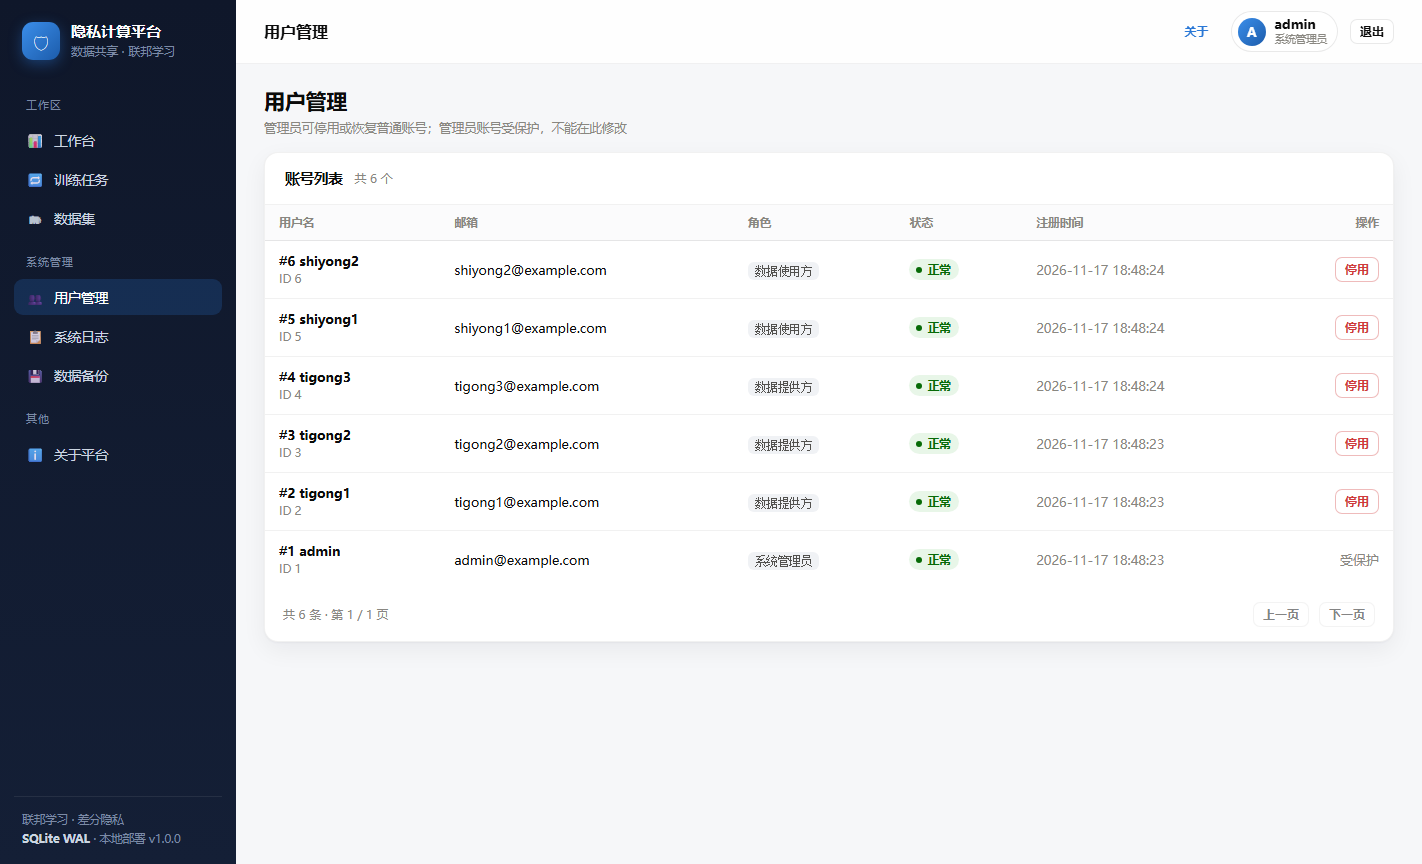 隐私计算平台
数据共享 · 联邦学习
工作区
工作台
训练任务
数据集
系统管理
用户管理
系统日志
数据备份
其他
关于平台
联邦学习 · 差分隐私
SQLite WAL · 本地部署 v1.0.0
用户管理
关于
A
admin
系统管理员
退出
用户管理
管理员可停用或恢复普通账号；管理员账号受保护，不能在此修改
账号列表 共 6 个
用户名 邮箱 角色 状态 注册时间 操作
#6 shiyong2
ID 6
shiyong2@example.com 数据使用方 正常 2026-11-17 18:48:24 停用
#5 shiyong1
ID 5
shiyong1@example.com 数据使用方 正常 2026-11-17 18:48:24 停用
#4 tigong3
ID 4
tigong3@example.com 数据提供方 正常 2026-11-17 18:48:24 停用
#3 tigong2
ID 3
tigong2@example.com 数据提供方 正常 2026-11-17 18:48:23 停用
#2 tigong1
ID 2
tigong1@example.com 数据提供方 正常 2026-11-17 18:48:23 停用
#1 admin
ID 1
admin@example.com 系统管理员 正常 2026-11-17 18:48:23 受保护
共 6 条 · 第 1 / 1 页
上一页 下一页